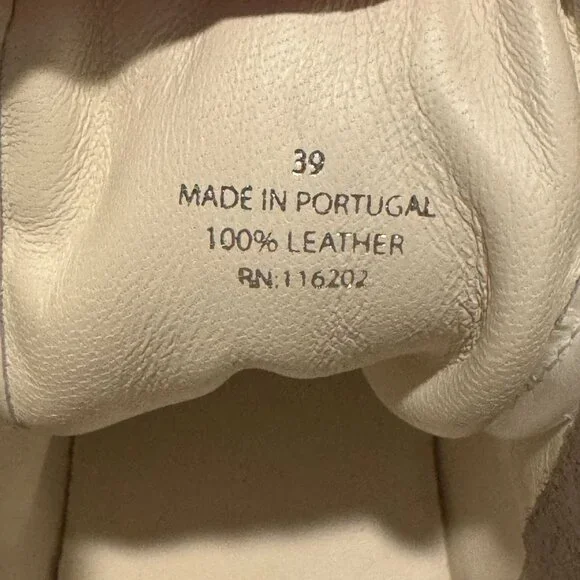 39
MADE IN PORTUGAL
100% LEATHER
RN:116202